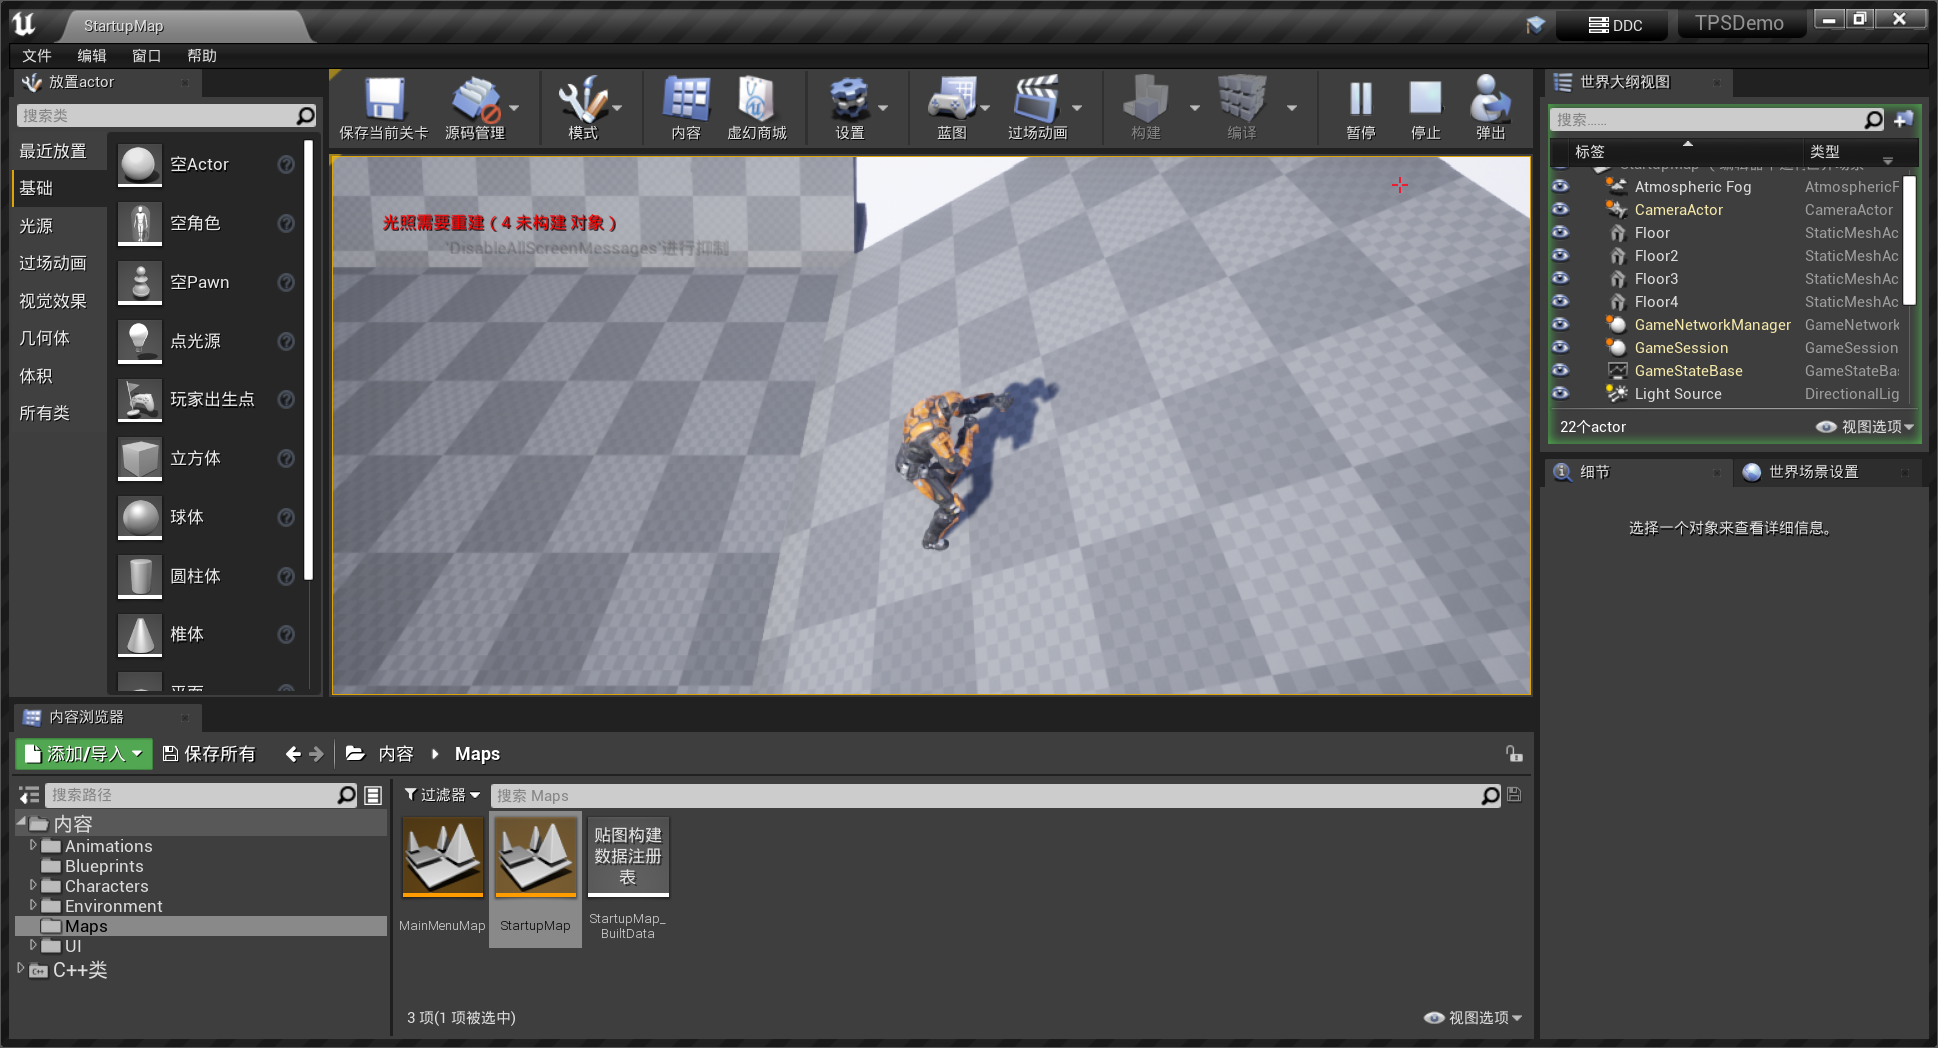 StartupMap
DDC
TPSDemo
文件 编辑 窗口 帮助
放置actor
搜索类
最近放置
基础
光源
过场动画
视觉效果
几何体
体积
所有类
空Actor
空角色
空Pawn
点光源
玩家出生点
立方体
球体
圆柱体
椎体
平面
保存当前关卡 源码管理 模式 内容 虚幻商城 设置 蓝图 过场动画 构建 编译 暂停 停止 弹出
光照需要重建（4 未构建 对象）
'DisableAllScreenMessages'进行抑制
世界大纲视图
搜索......
标签 类型
Atmospheric Fog AtmosphericF
CameraActor CameraActor
Floor StaticMeshAc
Floor2 StaticMeshAc
Floor3 StaticMeshAc
Floor4 StaticMeshAc
GameNetworkManager GameNetwork
GameSession GameSession
GameStateBase GameStateBa
Light Source DirectionalLig
22个actor 视图选项
细节 世界场景设置
选择一个对象来查看详细信息。
内容浏览器
添加/导入 保存所有 内容 Maps
搜索路径
内容
Animations
Blueprints
Characters
Environment
Maps
UI
C++类
过滤器 搜索 Maps
MainMenuMap
StartupMap
贴图构建
数据注册
表
StartupMap_
BuiltData
3 项(1 项被选中) 视图选项